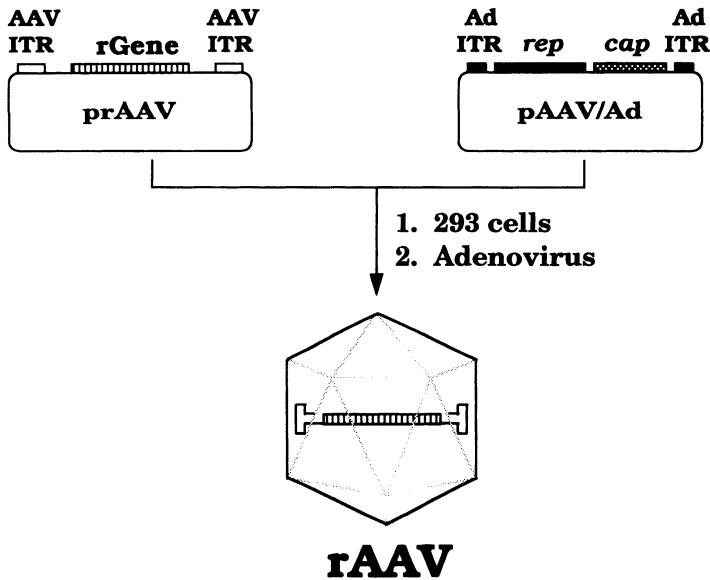 AAV AAV
ITR rGene ITR
prAAV
Ad Ad
ITR rep cap ITR
pAAV/Ad
1. 293 cells
2. Adenovirus
rAAV